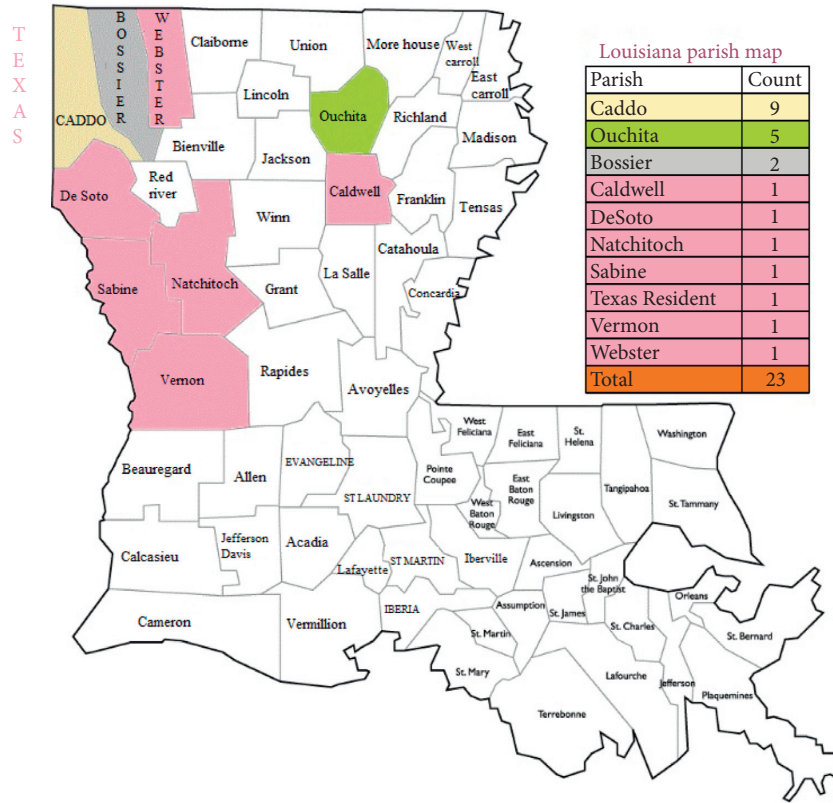 TEXAS
BOSSIER
WEBSTER
Claiborne
Union
More house
West
carroll
East
carroll
Lincoln
CADDO
Ouchita
Richland
Madison
Bienville
Jackson
Red
river
De Soto
Caldwell
Franklin
Tensas
Winn
Catahoula
La Salle
Sabine
Natchitoch
Grant
Concardia
Vernon
Rapides
Avoyelles
West
Feliciana
East
Feliciana
St.
Helena
Washington
Beauregard
Allen
EVANGELINE
Pointe
Coupee
East
Baton
Rouge
Tangipahoa
ST LAUNDRY
West
Baton
Rouge
Livingston
St. Tammany
Calcasieu
Jefferson
Davis
Acadia
Lafayette
ST MARTIN
Iberville
Ascension
St. John
the Baptist
Orleans
Cameron
Vermillion
IBERIA
Assumption
St. James
St. Charles
St. Martin
St. Bernard
St. Mary
Lafourche
Jefferson
Plaquemines
Terrebonne
Louisiana parish map
Parish Count
Caddo 9
Ouchita 5
Bossier 2
Caldwell 1
DeSoto 1
Natchitoch 1
Sabine 1
Texas Resident 1
Vermon 1
Webster 1
Total 23